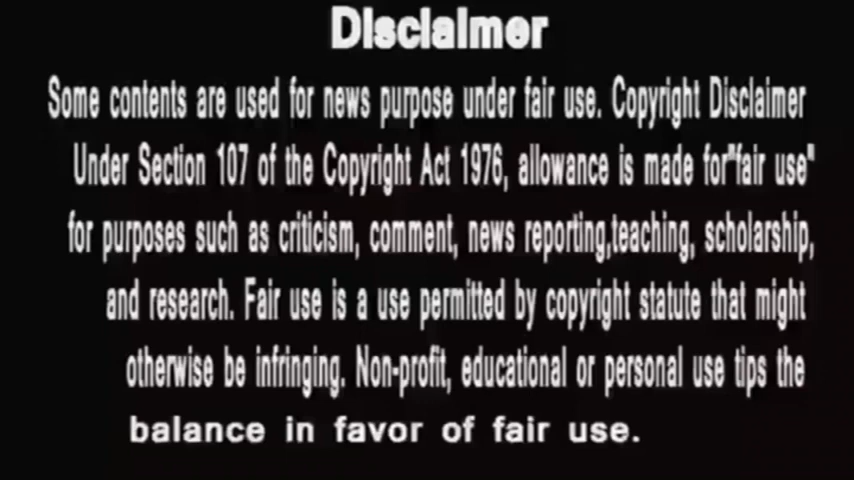 Disclaimer
Some contents are used for news purpose under fair use. Copyright Disclaimer
Under Section 107 of the Copyright Act 1976, allowance is made for"fair use"
for purposes such as criticism, comment, news reporting,teaching, scholarship,
and research. Fair use is a use permitted by copyright statute that might
otherwise be infringing. Non-profit, educational or personal use tips the
balance in favor of fair use.